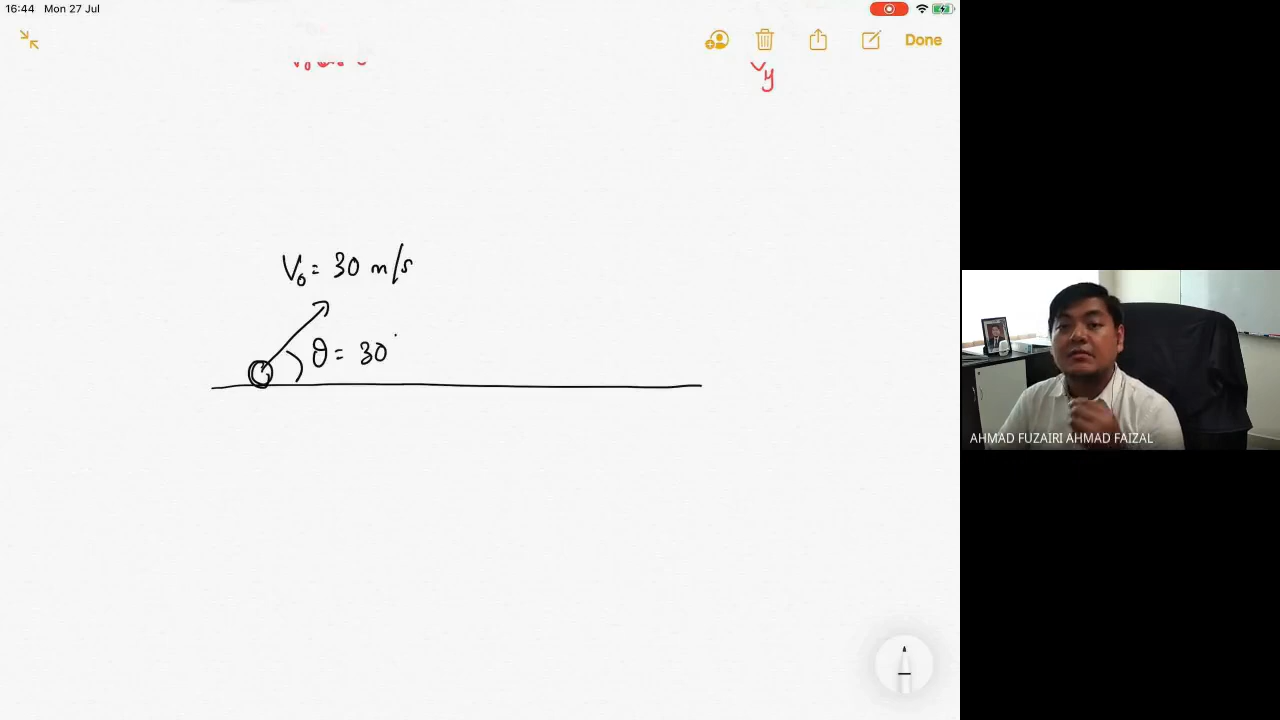 16:44 Mon 27 Jul
Done
Vy
V₀ = 30 m/s
θ = 30
AHMAD FUZAIRI AHMAD FAIZAL